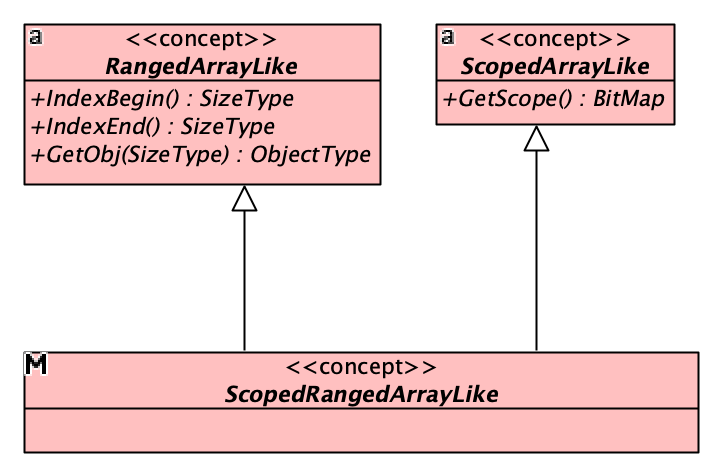 a
<<concept>>
RangedArrayLike
+IndexBegin() : SizeType
+IndexEnd() : SizeType
+GetObj(SizeType) : ObjectType
a
<<concept>>
ScopedArrayLike
+GetScope() : BitMap
M
<<concept>>
ScopedRangedArrayLike